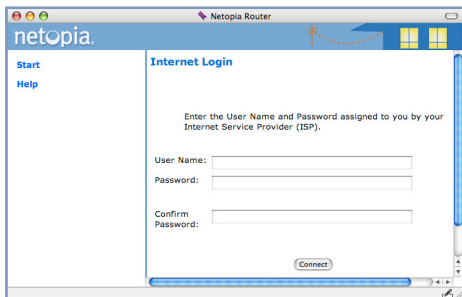 Netopia Router
netopia.
Start
Help
Internet Login
Enter the User Name and Password assigned to you by your
Internet Service Provider (ISP).
User Name:
Password:
Confirm
Password:
Connect